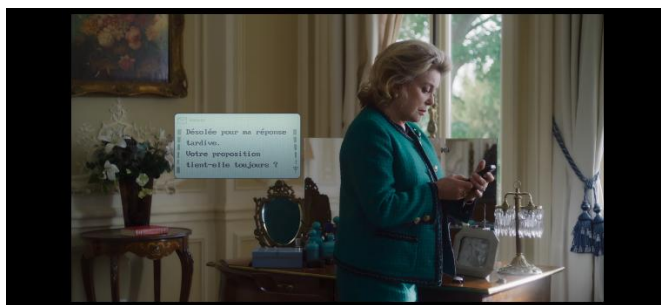 Désolée pour ma réponse
tardive.
Votre proposition
tient-elle toujours ?